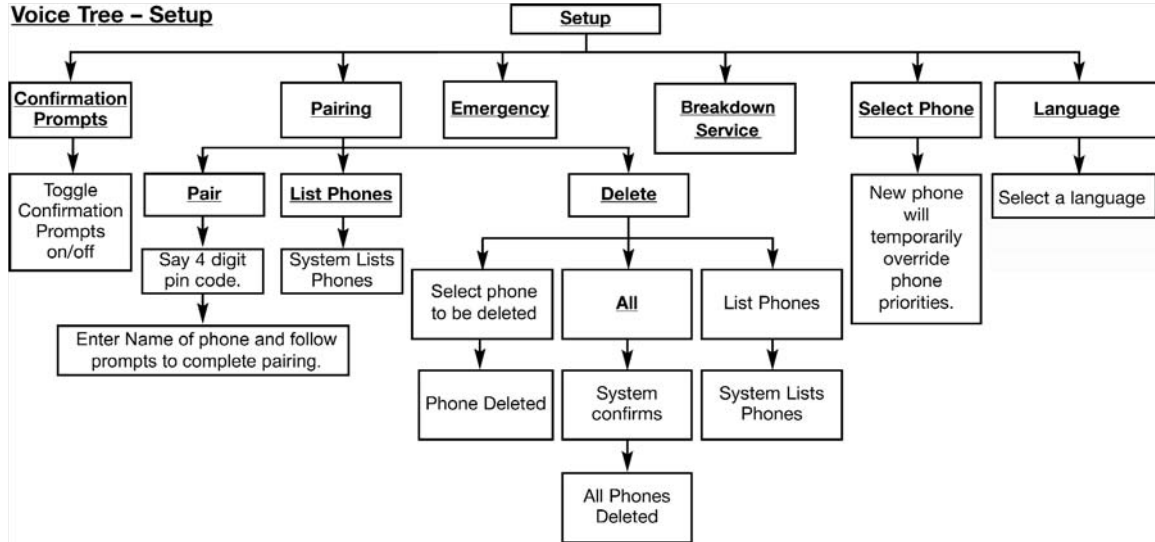 Voice Tree – Setup
Setup
Confirmation
Prompts
Pairing
Emergency
Breakdown
Service
Select Phone
Language
Toggle
Confirmation
Prompts
on/off
Pair
List Phones
Delete
New phone
will
temporarily
override
phone
priorities.
Select a language
Say 4 digit
pin code.
System Lists
Phones
Select phone
to be deleted
All
List Phones
Enter Name of phone and follow
prompts to complete pairing.
Phone Deleted
System
confirms
System Lists
Phones
All Phones
Deleted